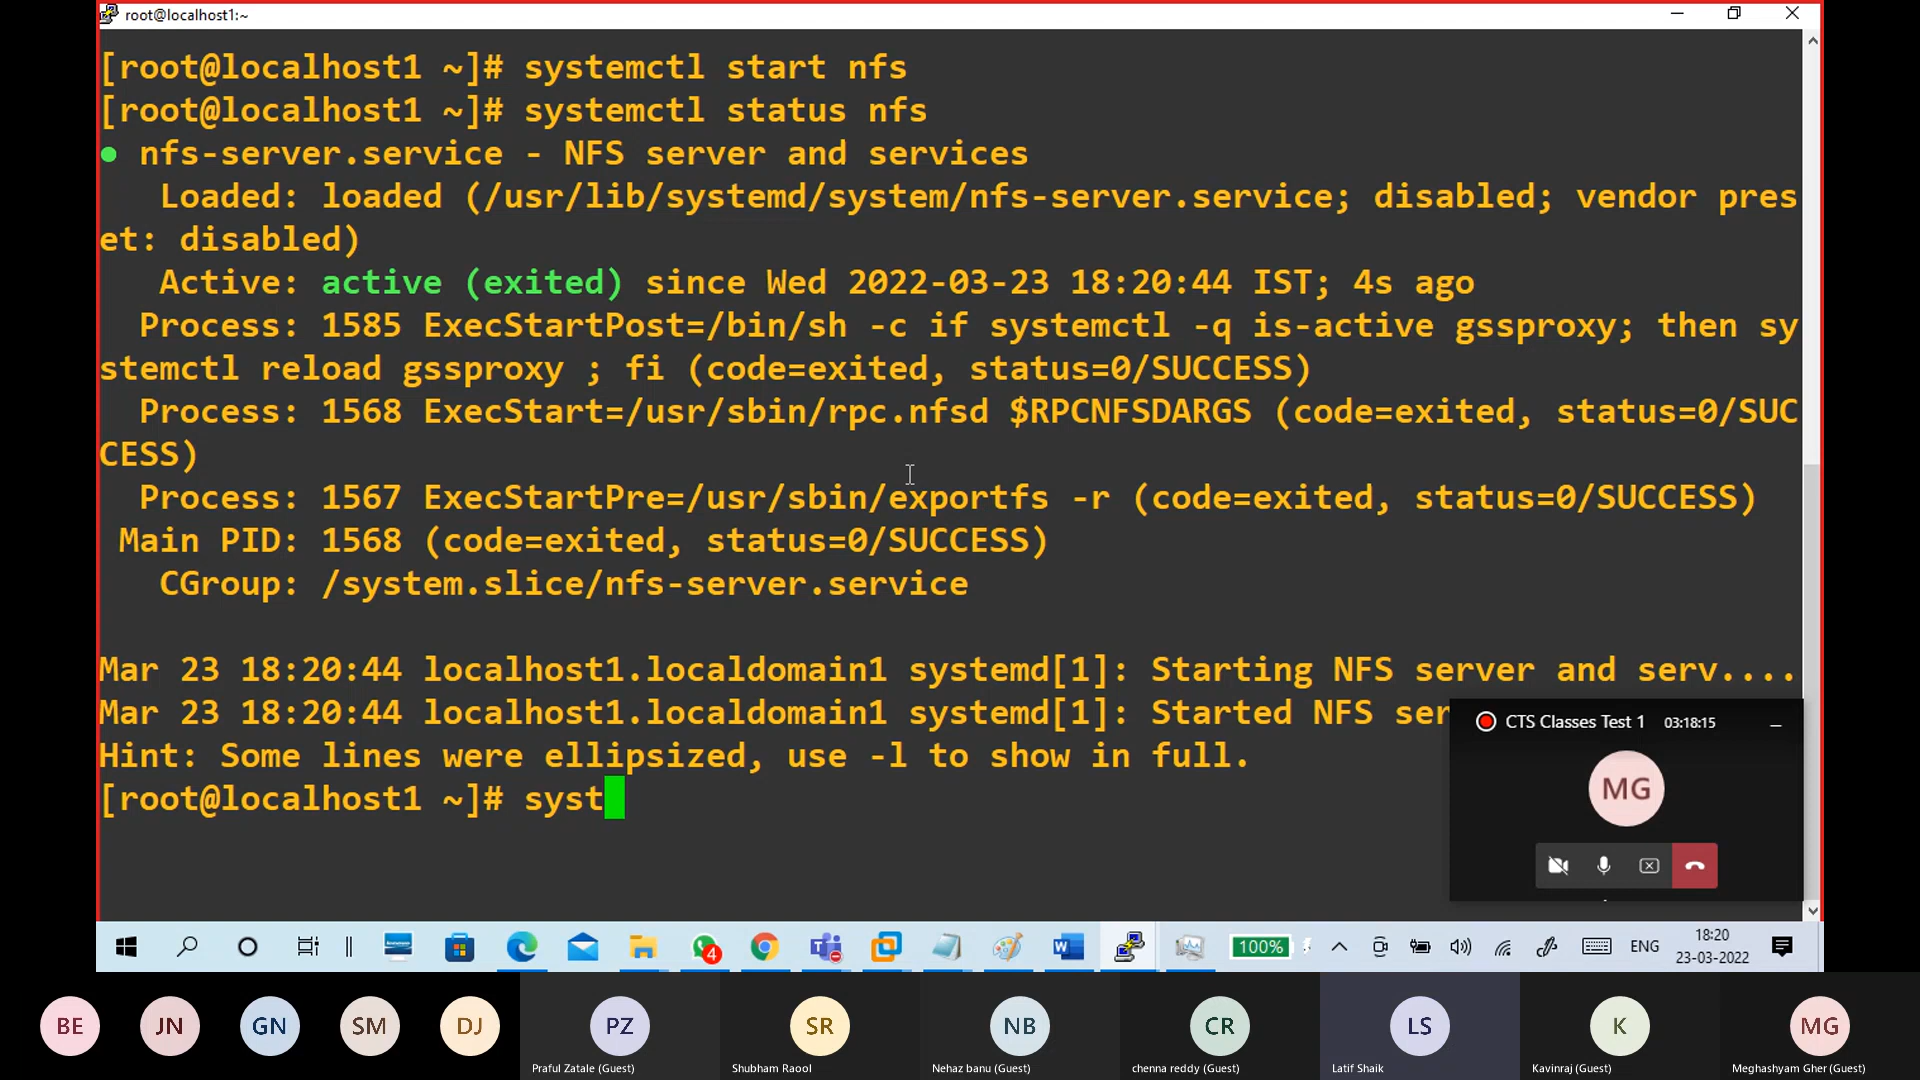 root@localhost1:~
[root@localhost1 ~]# systemctl start nfs
[root@localhost1 ~]# systemctl status nfs
● nfs-server.service - NFS server and services
Loaded: loaded (/usr/lib/systemd/system/nfs-server.service; disabled; vendor pres
et: disabled)
Active: active (exited) since Wed 2022-03-23 18:20:44 IST; 4s ago
Process: 1585 ExecStartPost=/bin/sh -c if systemctl -q is-active gssproxy; then sy
stemctl reload gssproxy ; fi (code=exited, status=0/SUCCESS)
Process: 1568 ExecStart=/usr/sbin/rpc.nfsd $RPCNFSDARGS (code=exited, status=0/SUC
CESS)
Process: 1567 ExecStartPre=/usr/sbin/exportfs -r (code=exited, status=0/SUCCESS)
Main PID: 1568 (code=exited, status=0/SUCCESS)
CGroup: /system.slice/nfs-server.service
Mar 23 18:20:44 localhost1.localdomain1 systemd[1]: Starting NFS server and serv....
Mar 23 18:20:44 localhost1.localdomain1 systemd[1]: Started NFS ser
Hint: Some lines were ellipsized, use -l to show in full.
[root@localhost1 ~]# syst
CTS Classes Test 1 03:18:15
MG
4
100%
ENG
18:20
23-03-2022
BE JN GN SM DJ PZ SR NB CR LS K MG
Praful Zatale (Guest) Shubham Raool Nehaz banu (Guest) chenna reddy (Guest) Latif Shaik Kavinraj (Guest) Meghashyam Gher (Guest)